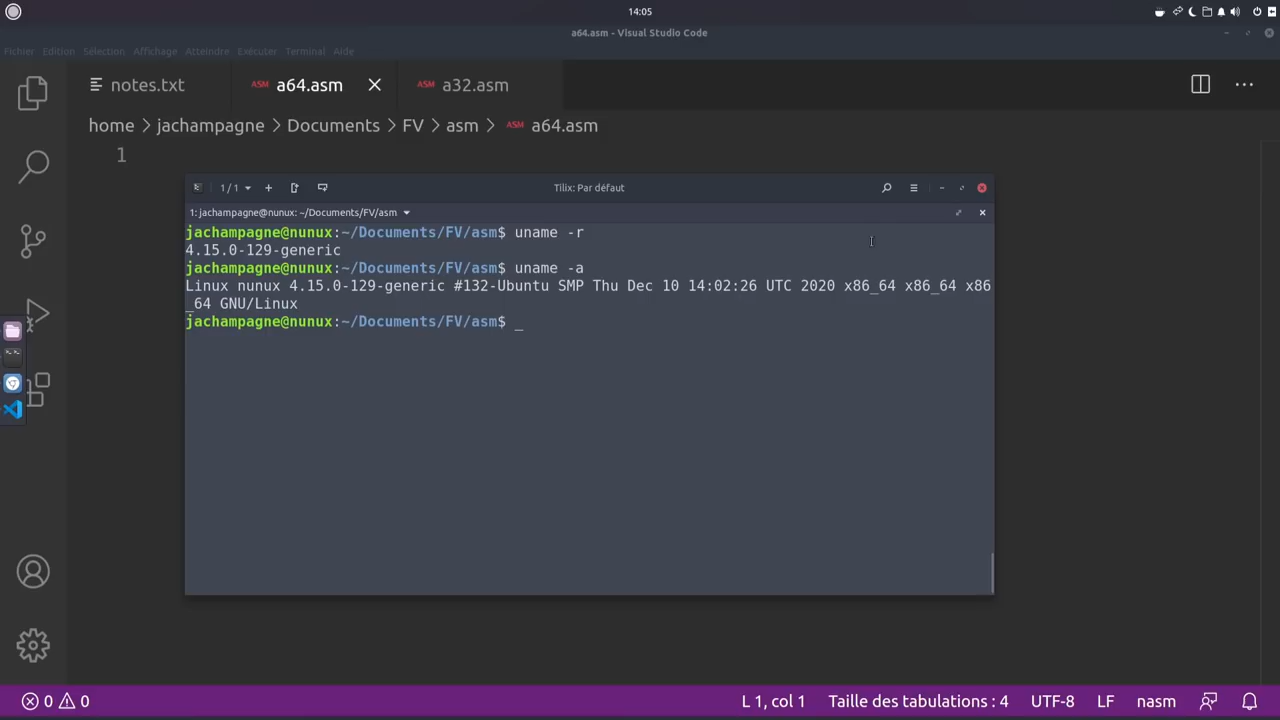 14:05
a64.asm - Visual Studio Code
Fichier Edition Sélection Affichage Atteindre Exécuter Terminal Aide
notes.txt ASM a64.asm ASM a32.asm
home > jachampagne > Documents > FV > asm > ASM a64.asm
1
1 / 1 Tilix: Par défaut
1: jachampagne@nunux: ~/Documents/FV/asm
jachampagne@nunux:~/Documents/FV/asm$ uname -r
4.15.0-129-generic
jachampagne@nunux:~/Documents/FV/asm$ uname -a
Linux nunux 4.15.0-129-generic #132-Ubuntu SMP Thu Dec 10 14:02:26 UTC 2020 x86_64 x86_64 x86
_64 GNU/Linux
jachampagne@nunux:~/Documents/FV/asm$ _
0 0 L 1, col 1 Taille des tabulations : 4 UTF-8 LF nasm